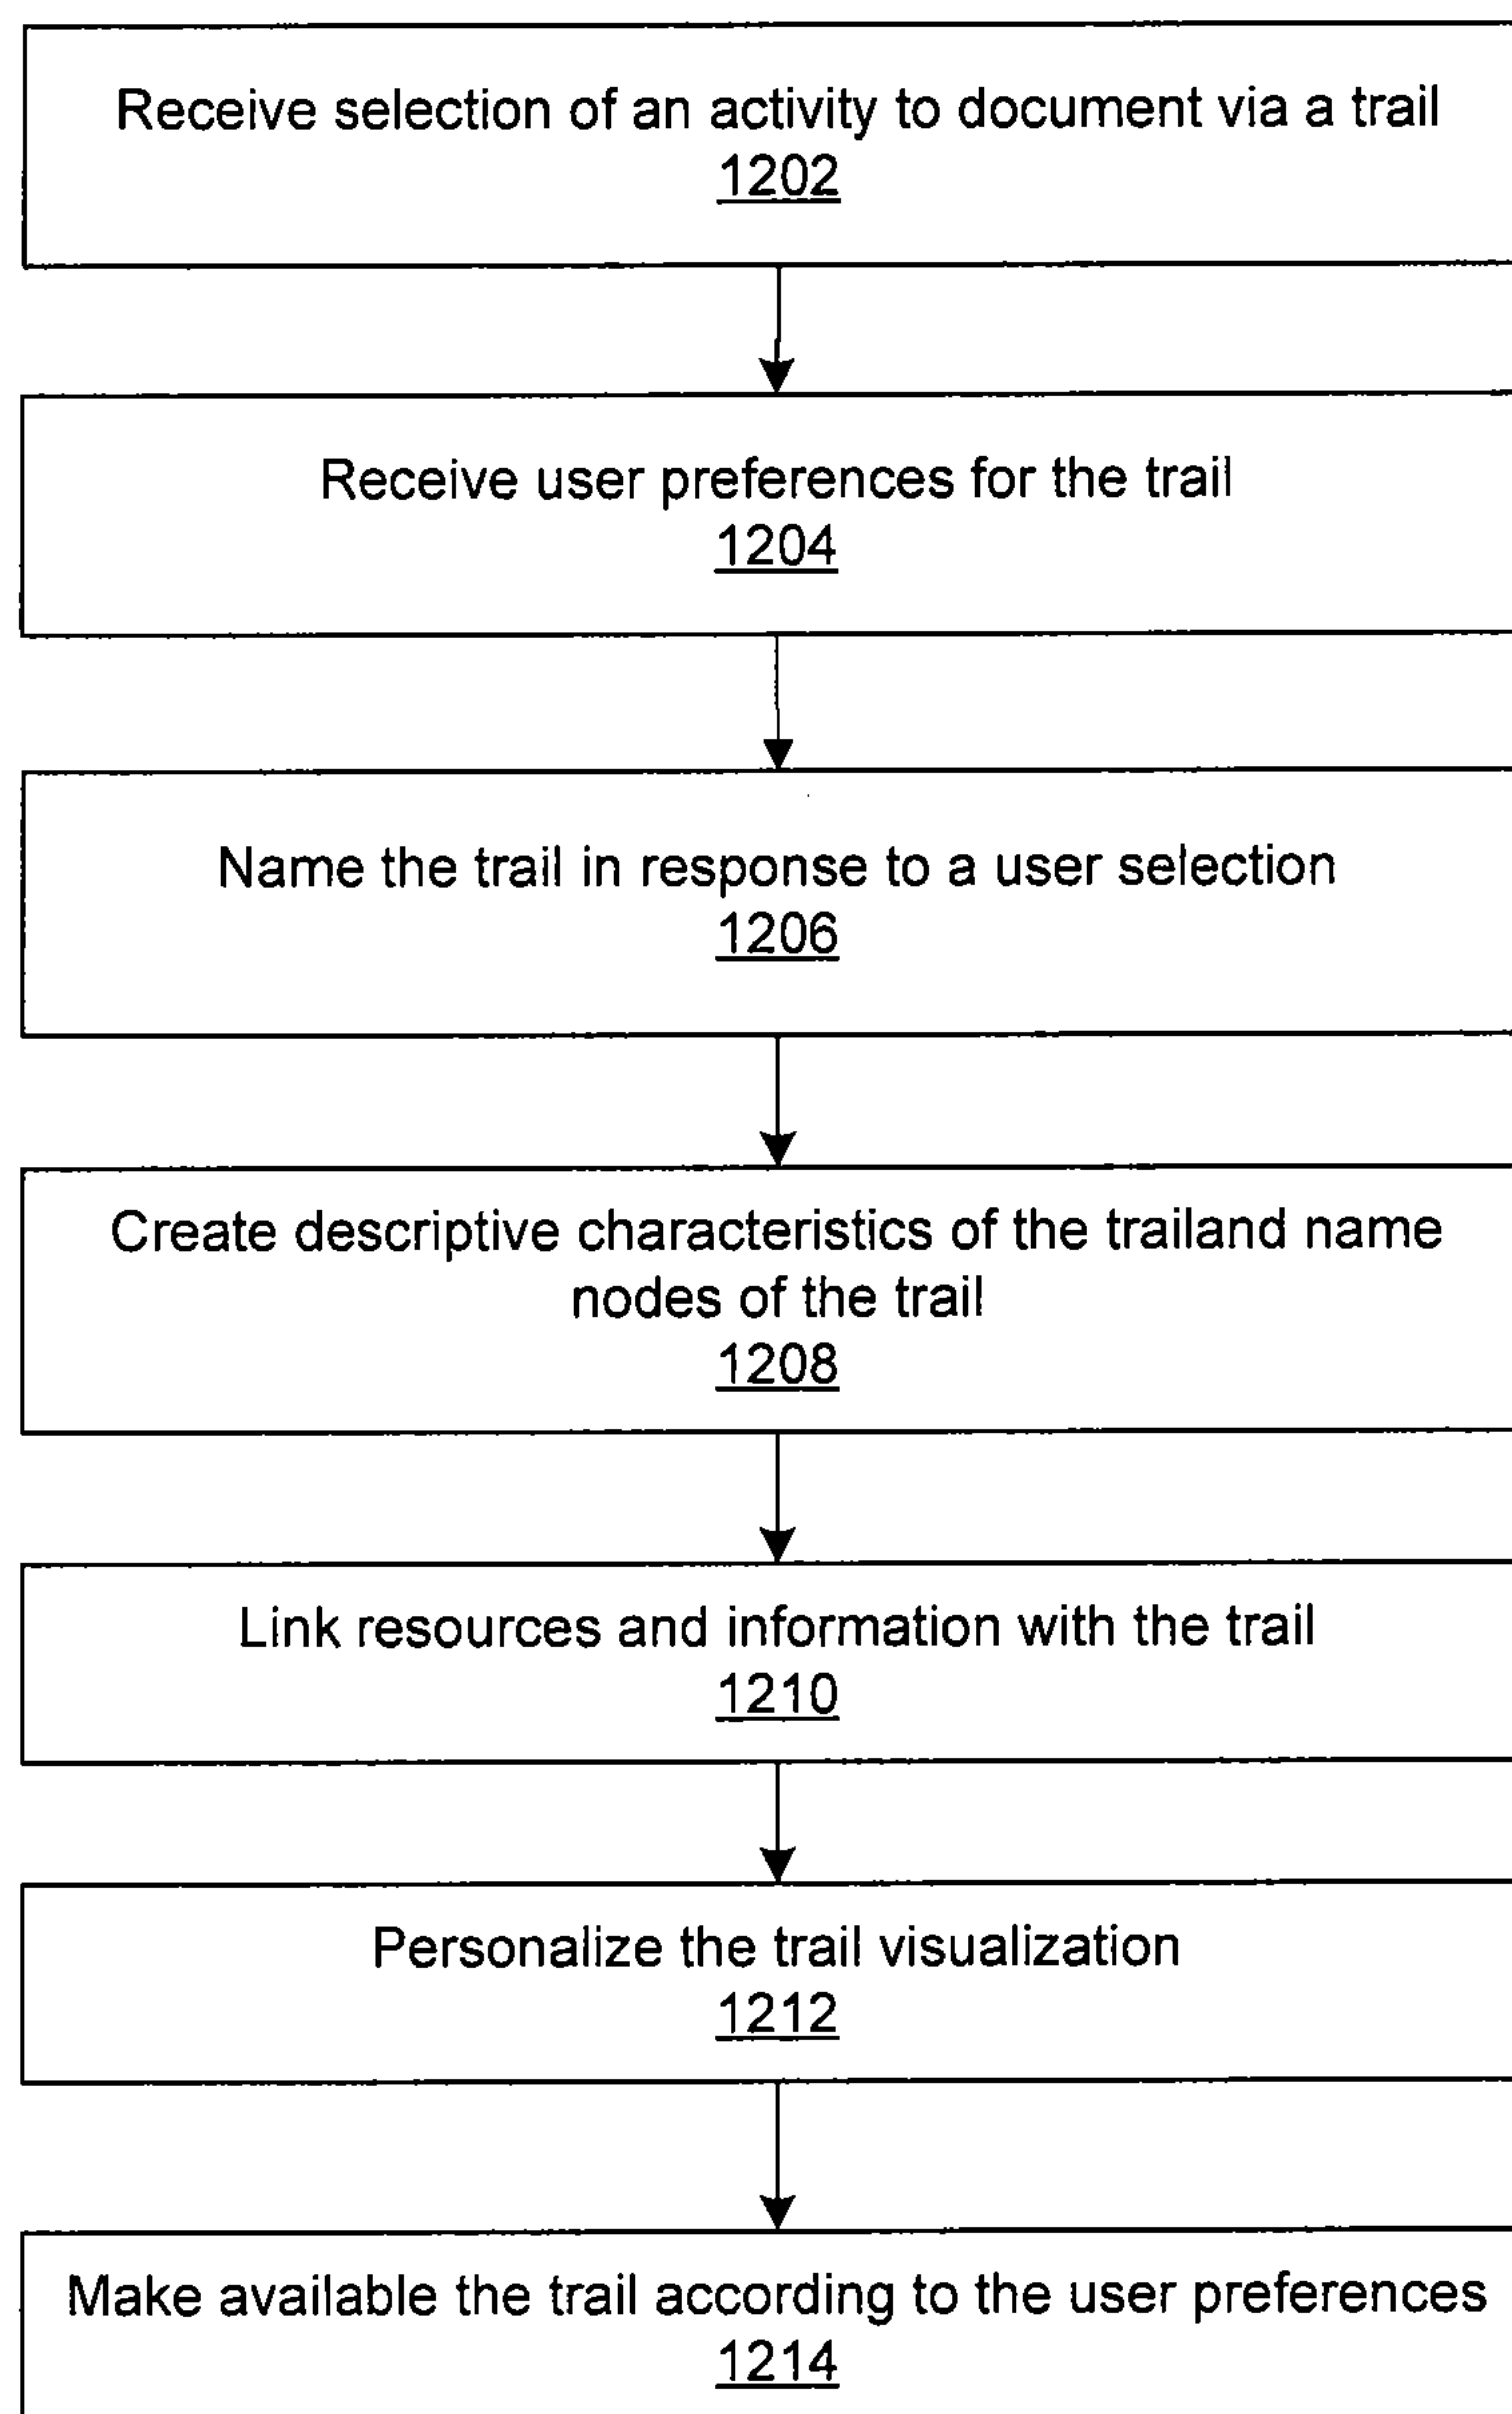 Receive selection of an activity to document via a trail
1202
Receive user preferences for the trail
1204
Name the trail in response to a user selection
1206
Create descriptive characteristics of the trailand name
nodes of the trail
1208
Link resources and information with the trail
1210
Personalize the trail visualization
1212
Make available the trail according to the user preferences
1214